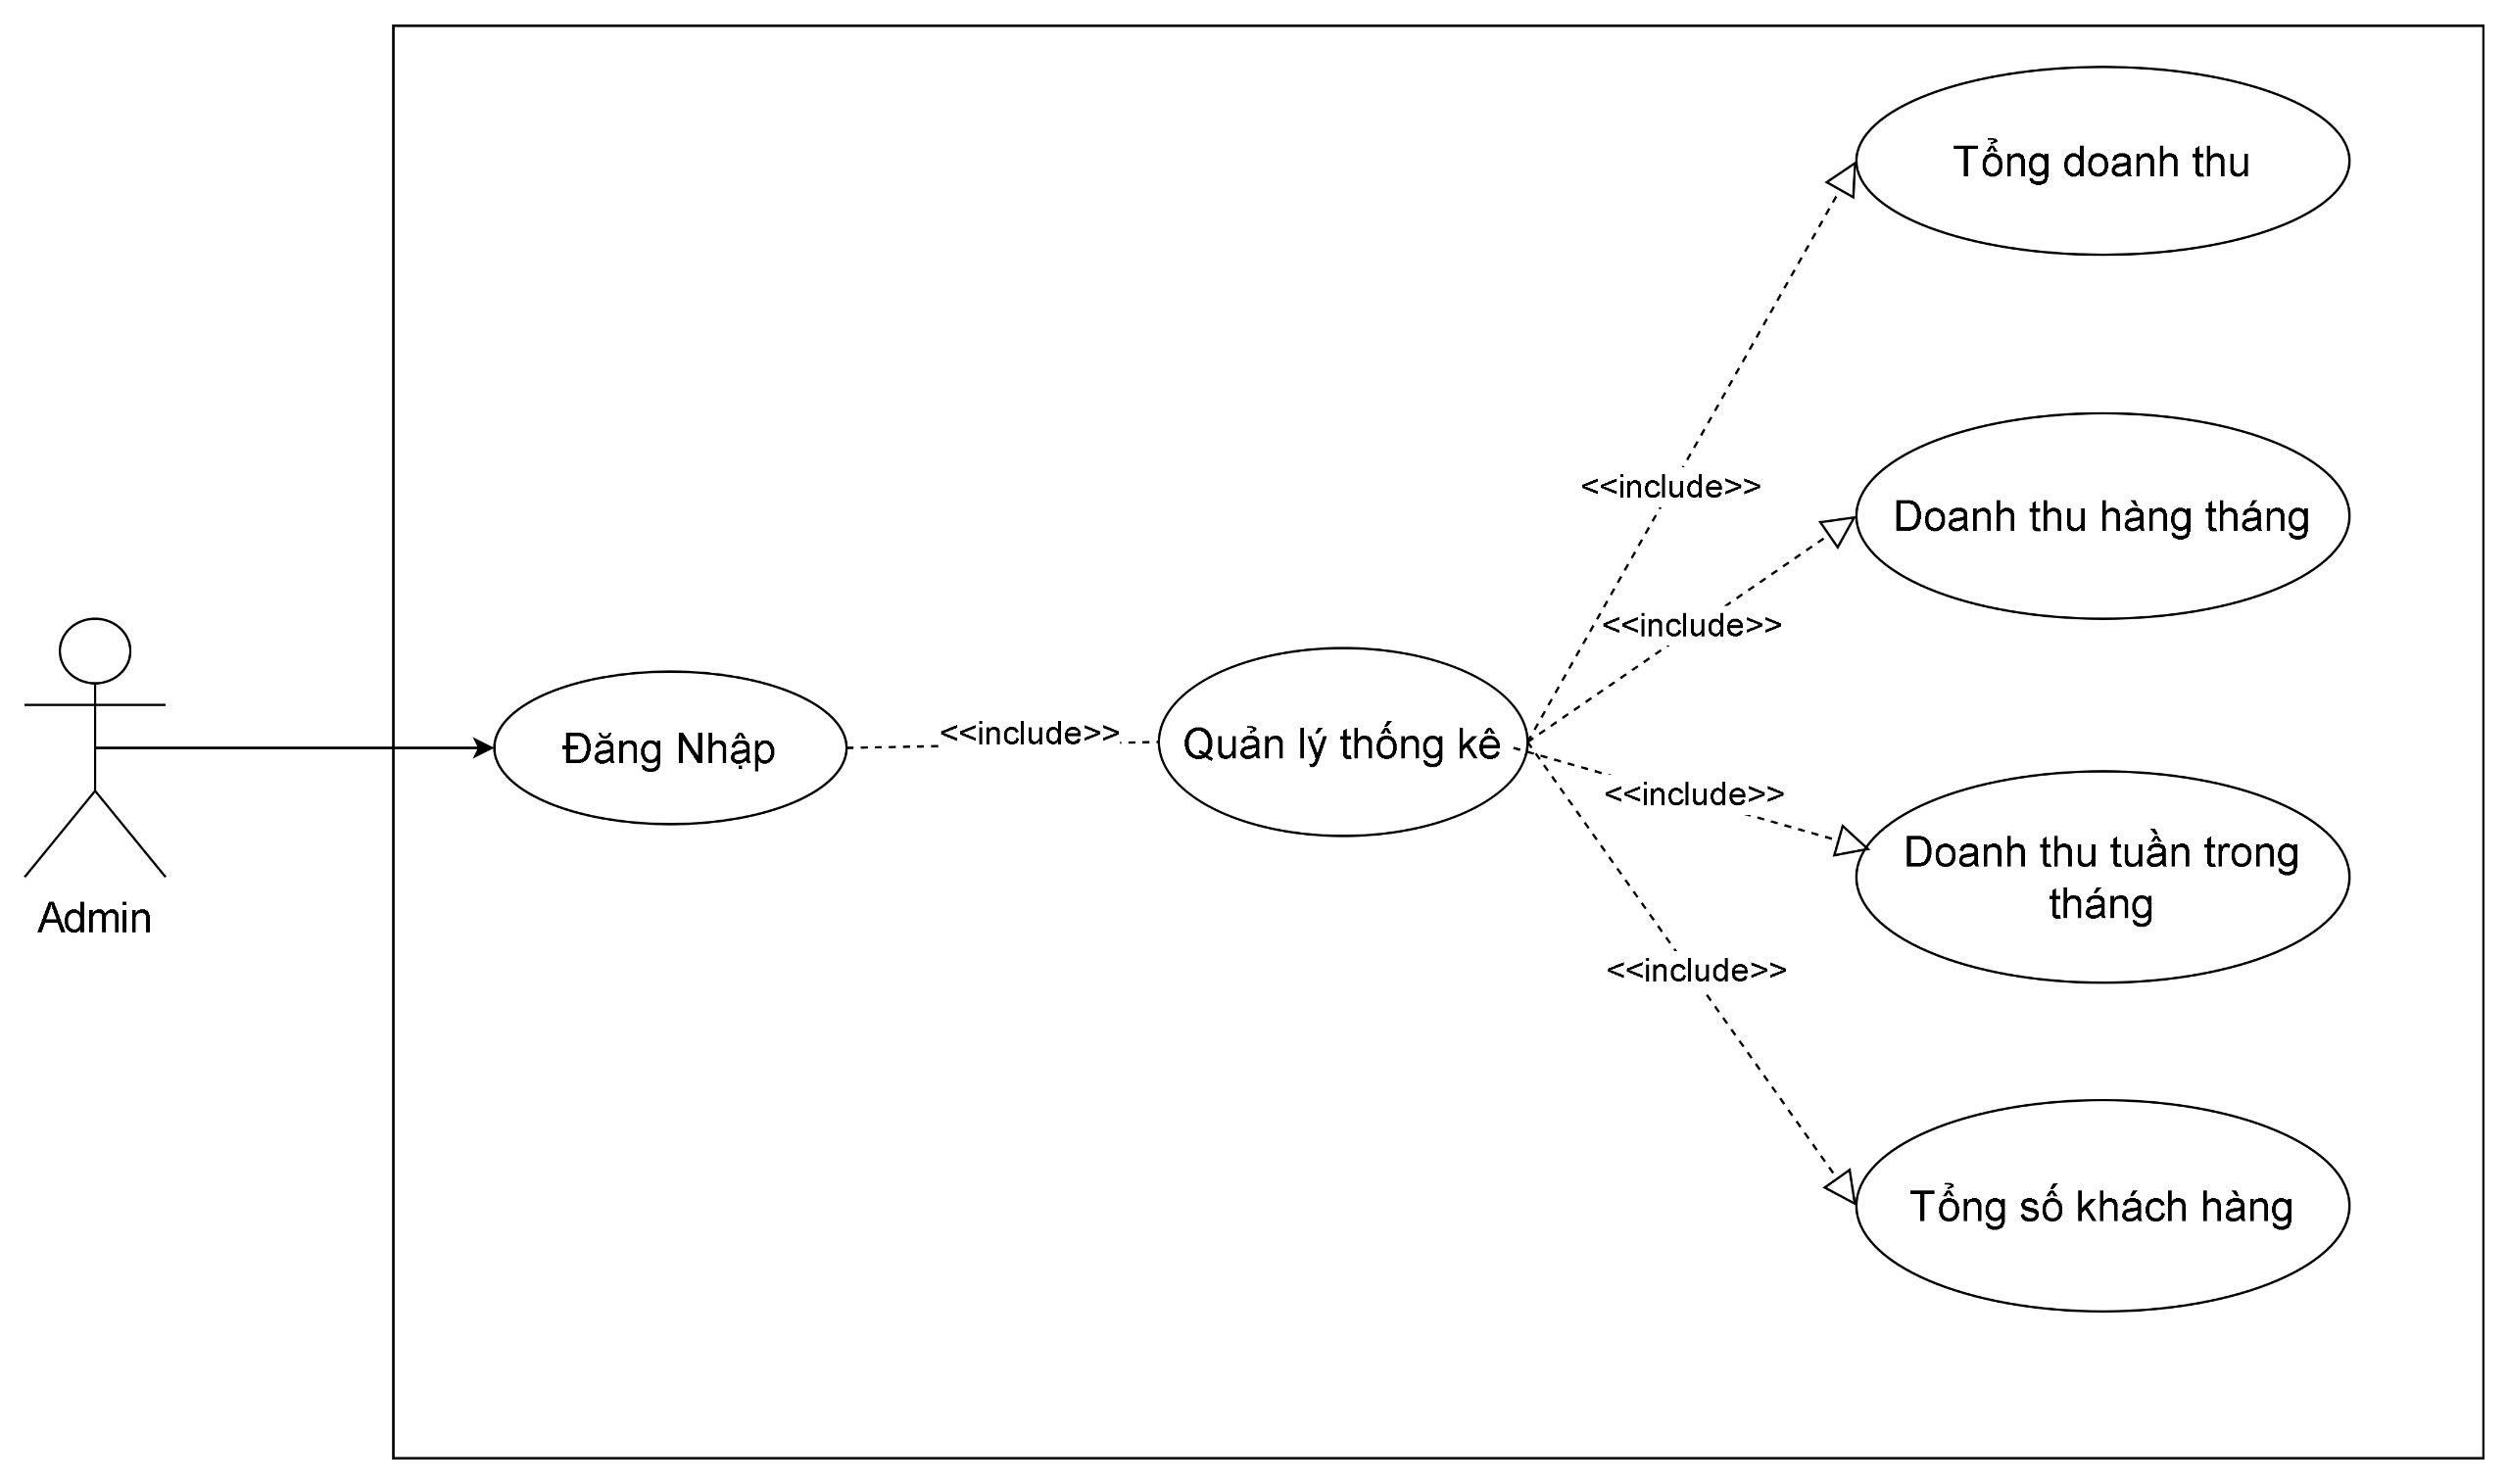 Tổng doanh thu
<<include>>
Doanh thu hàng tháng
<<include>>
Đăng Nhập
<<include>>
Quản lý thống kê
<<include>>
Doanh thu tuần trong
tháng
Admin
<<include>>
Tổng số khách hàng